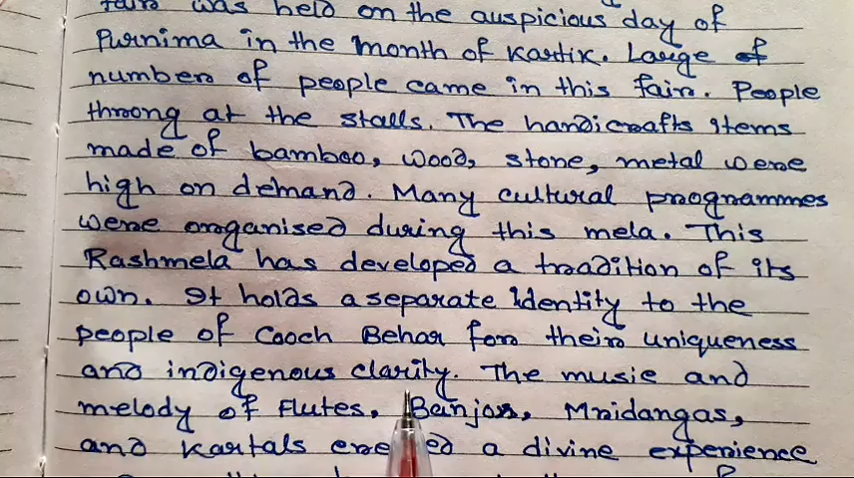 fair was held on the auspicious day of
Purnima in the month of Kartik. Large of
number of people came in this fair. People
throng at the stalls. The handicrafts items
made of bamboo, wood, stone, metal were
high on demand. Many cultural programmes
were organised during this mela. This
Rashmela has developed a tradition of its
own. It holds a separate identity to the
people of Cooch Behar for their uniqueness
and indigenous clarity. The music and
melody of Flutes, Banjos, Mridangas,
and Kartals a divine experience